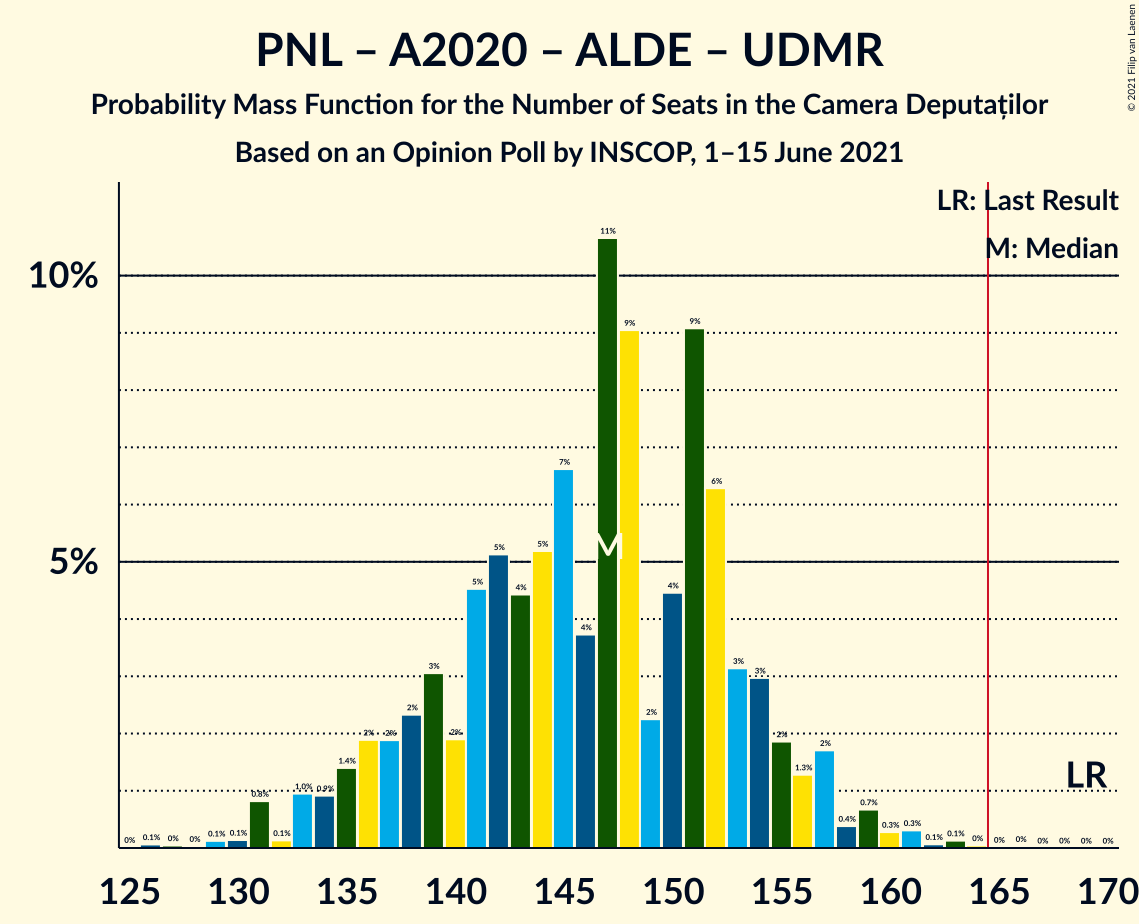 PNL – A2020 – ALDE – UDMR
Probability Mass Function for the Number of Seats in the Camera Deputaților
Based on an Opinion Poll by INSCOP, 1–15 June 2021
© 2021 Filip van Laenen
LR: Last Result
M: Median
10%
5%
0% 0.1% 0% 0% 0.1% 0.1% 0.8% 0.1% 1.0% 0.9% 1.4% 2% 2% 2% 3% 2% 5% 5% 4% 5% 7% 4% 11% 9% 2% 4% 9% 6% 3% 3% 2% 1.3% 2% 0.4% 0.7% 0.3% 0.3% 0.1% 0.1% 0% 0% 0% 0% 0% 0% 0%
M
LR
125 130 135 140 145 150 155 160 165 170